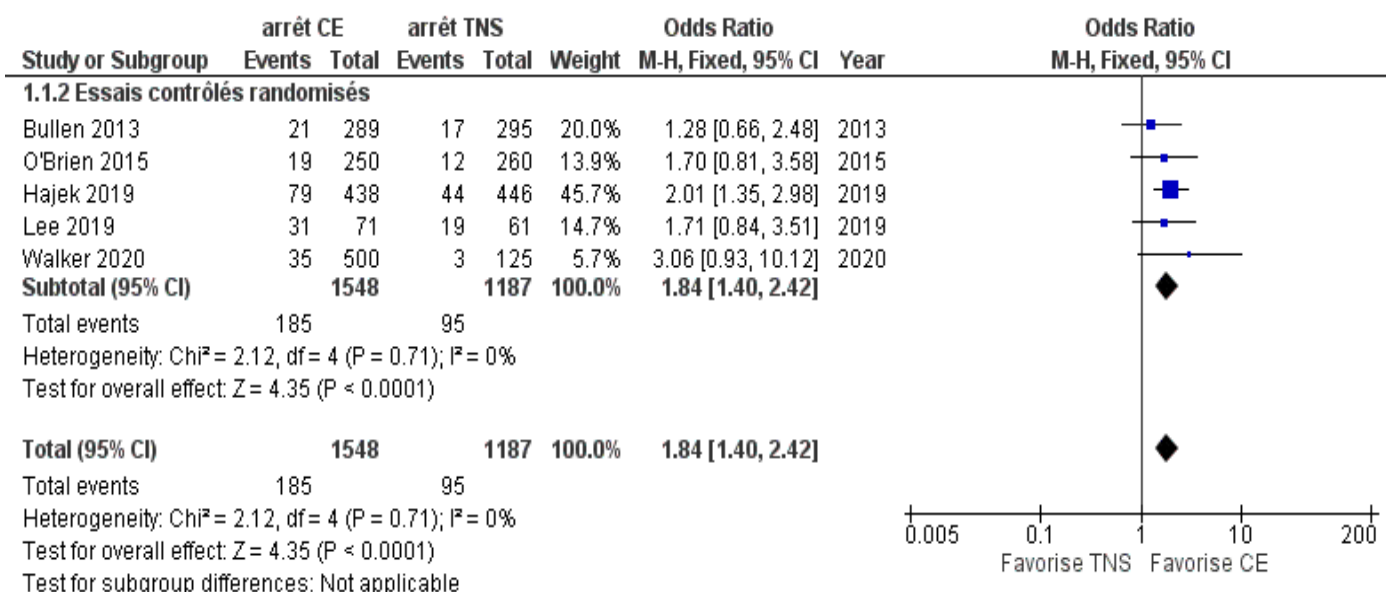 arrêt CE arrêt TNS Odds Ratio Odds Ratio
Study or Subgroup Events Total Events Total Weight M-H, Fixed, 95% CI Year M-H, Fixed, 95% CI
1.1.2 Essais contrôlés randomisés
Bullen 2013 21 289 17 295 20.0% 1.28 [0.66, 2.48] 2013
O'Brien 2015 19 250 12 260 13.9% 1.70 [0.81, 3.58] 2015
Hajek 2019 79 438 44 446 45.7% 2.01 [1.35, 2.98] 2019
Lee 2019 31 71 19 61 14.7% 1.71 [0.84, 3.51] 2019
Walker 2020 35 500 3 125 5.7% 3.06 [0.93, 10.12] 2020
Subtotal (95% CI) 1548 1187 100.0% 1.84 [1.40, 2.42]
Total events 185 95
Heterogeneity: Chi² = 2.12, df = 4 (P = 0.71); I² = 0%
Test for overall effect: Z = 4.35 (P < 0.0001)
Total (95% CI) 1548 1187 100.0% 1.84 [1.40, 2.42]
Total events 185 95
Heterogeneity: Chi² = 2.12, df = 4 (P = 0.71); I² = 0%
Test for overall effect: Z = 4.35 (P < 0.0001)
Test for subgroup differences: Not applicable
0.005 0.1 1 10 200
Favorise TNS Favorise CE